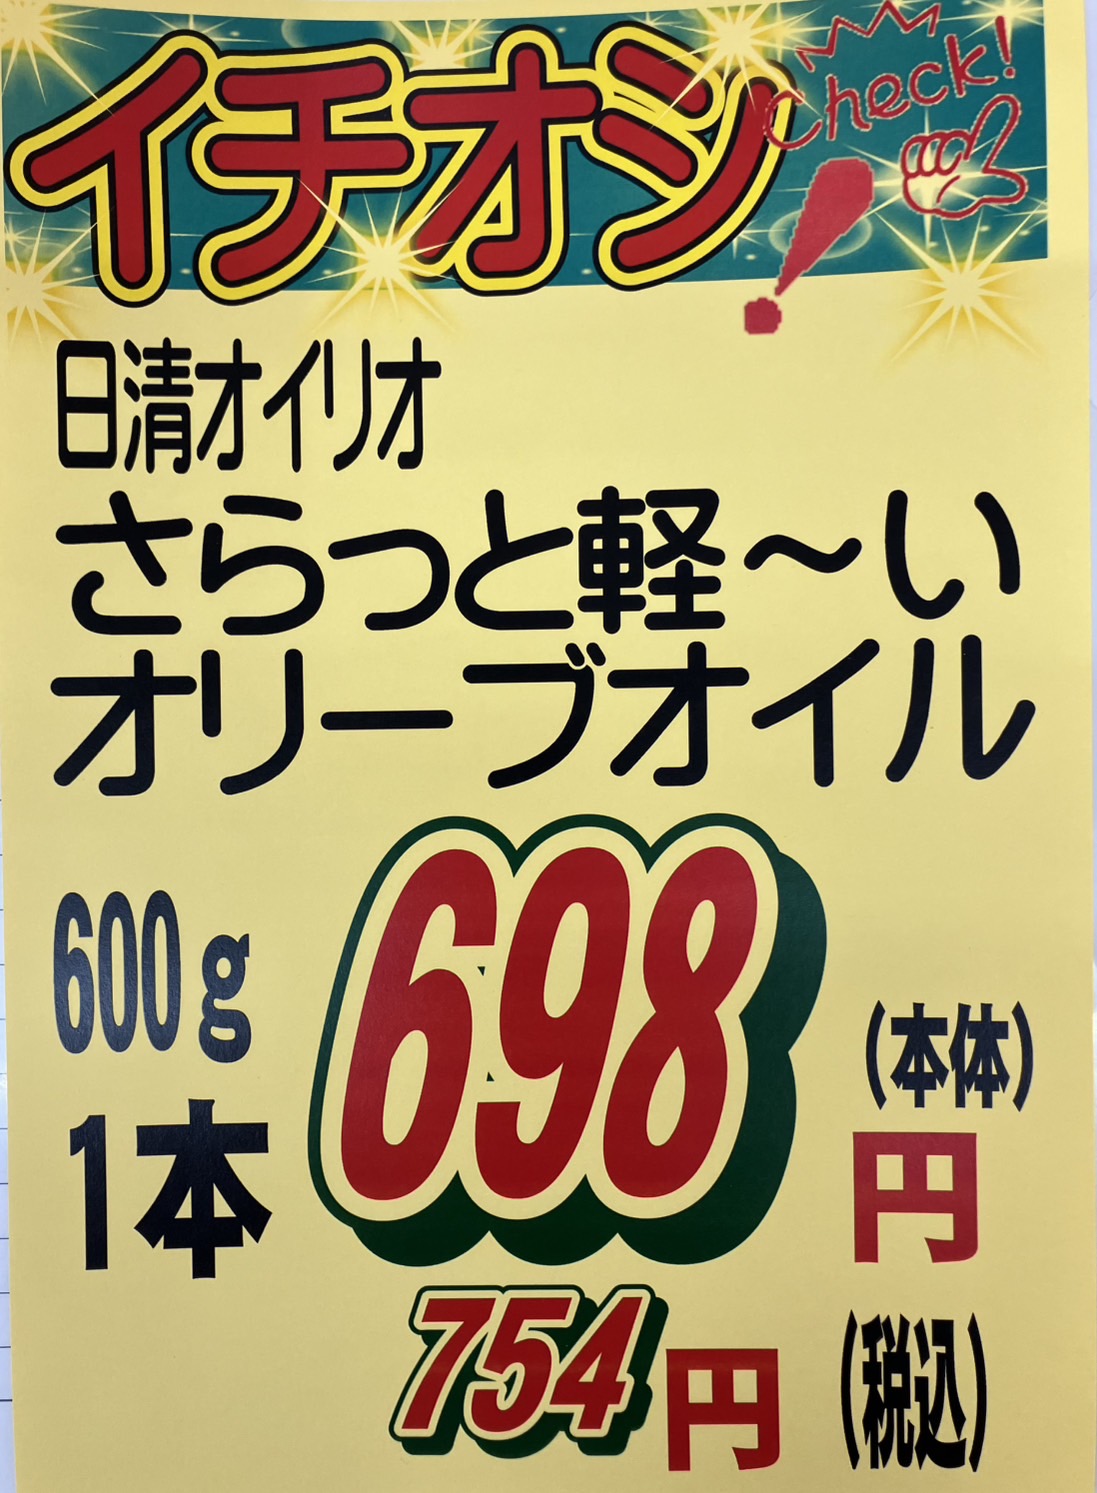 イチオシ!
Check!
日清オイリオ
さらっと軽～い
オリーブオイル
600g
1本
698
(本体)
円
754円
(税込)